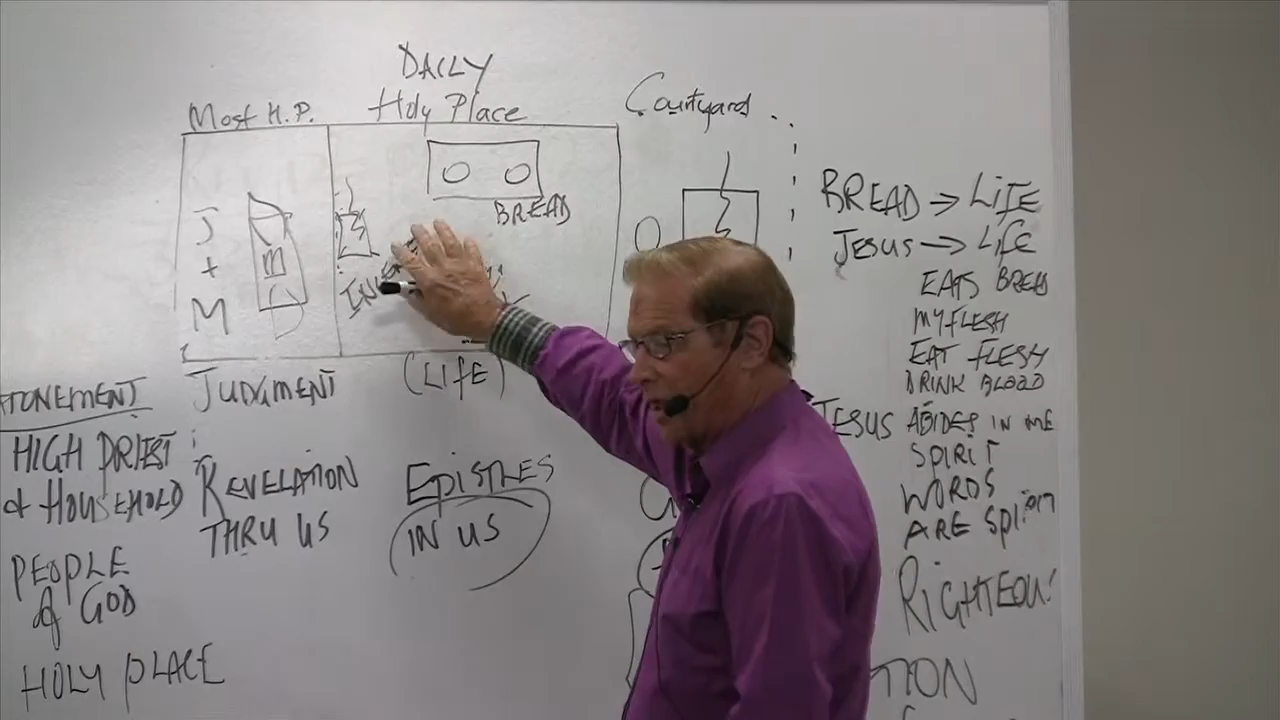 DAILY
Most H.P.
Holy Place
Courtyard
J
+
M
M
BREAD
(LIFE)
JUDGMENT
REVELATION
THRU US
EPISTLES
IN US
HIGH PRIEST
& HOUSEHOLD
PEOPLE
of GOD
HOLY PLACE
BREAD → LIFE
JESUS → LIFE
EATS BREAD
MY FLESH
EAT FLESH
DRINK BLOOD
JESUS ABIDES IN ME
SPIRIT
WORDS
ARE SPIRIT